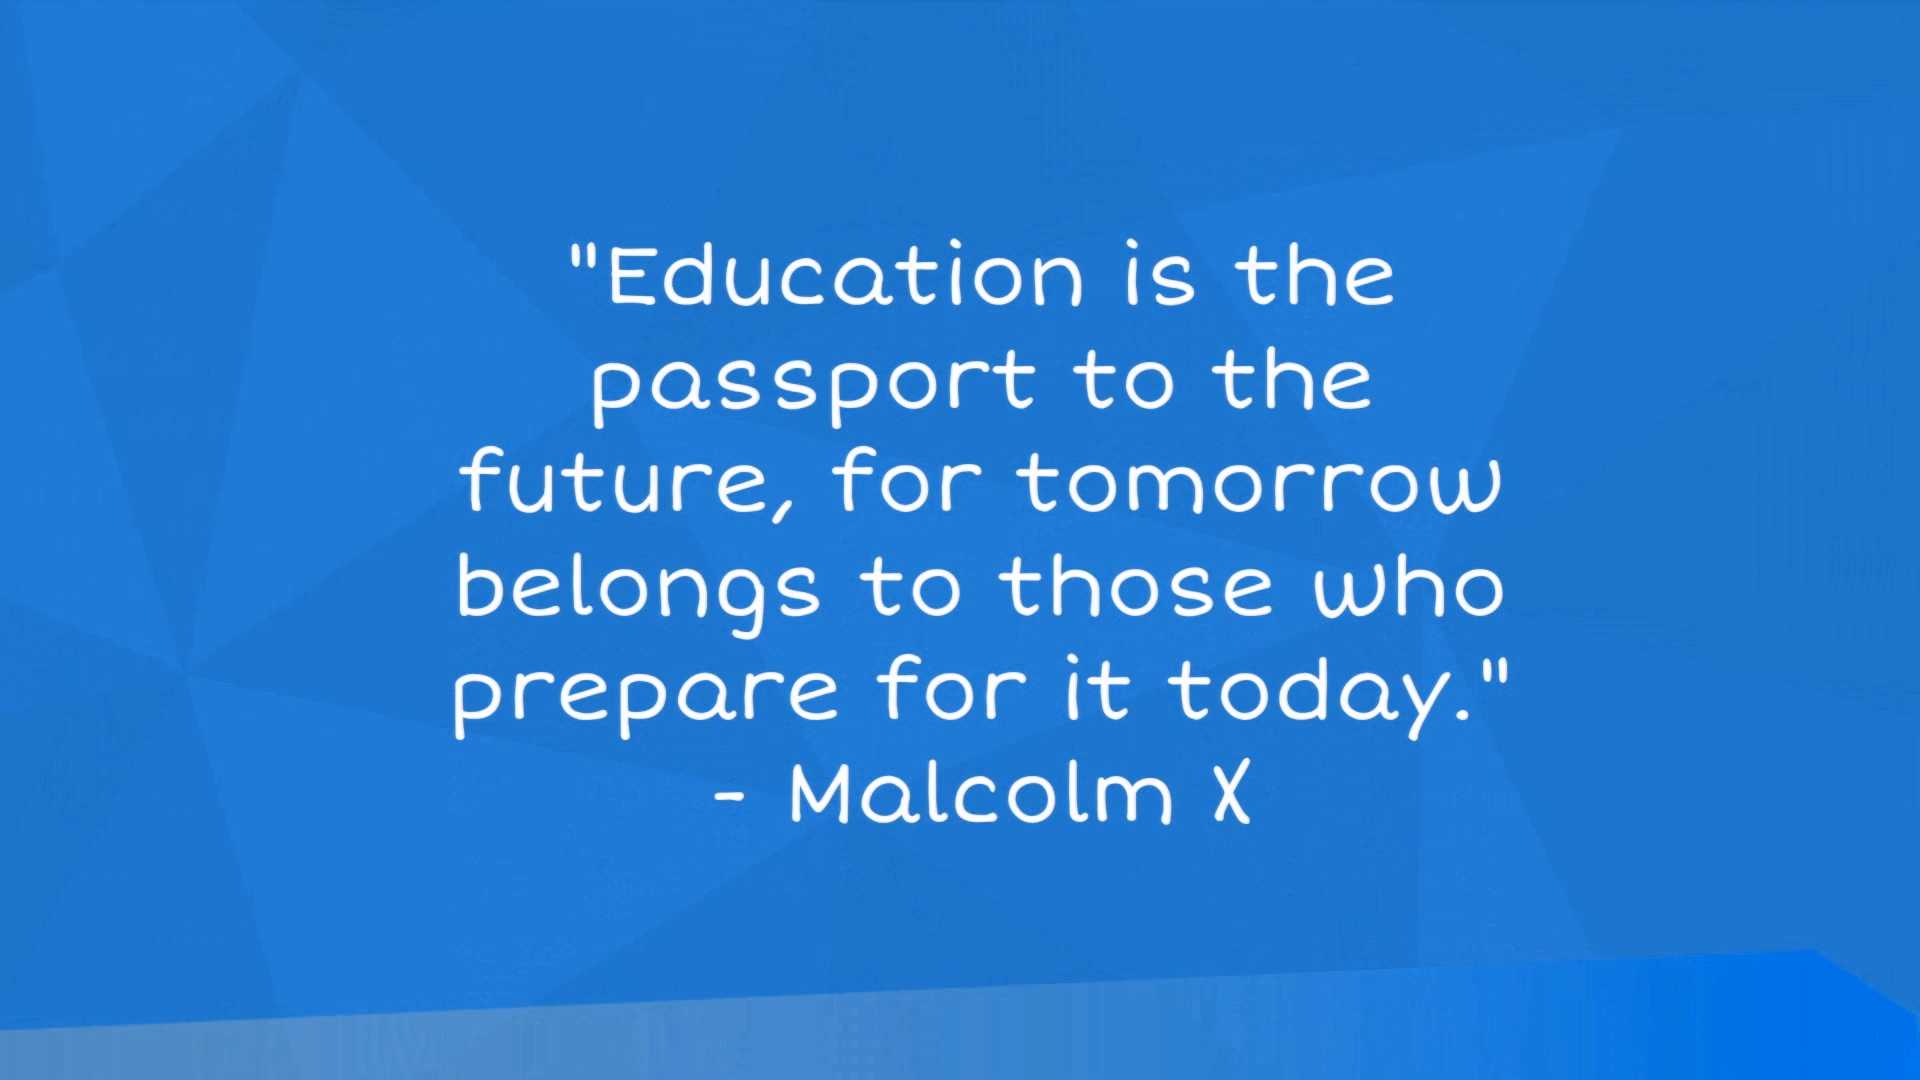 "Education is the
passport to the
future, for tomorrow
belongs to those who
prepare for it today."
- Malcolm X